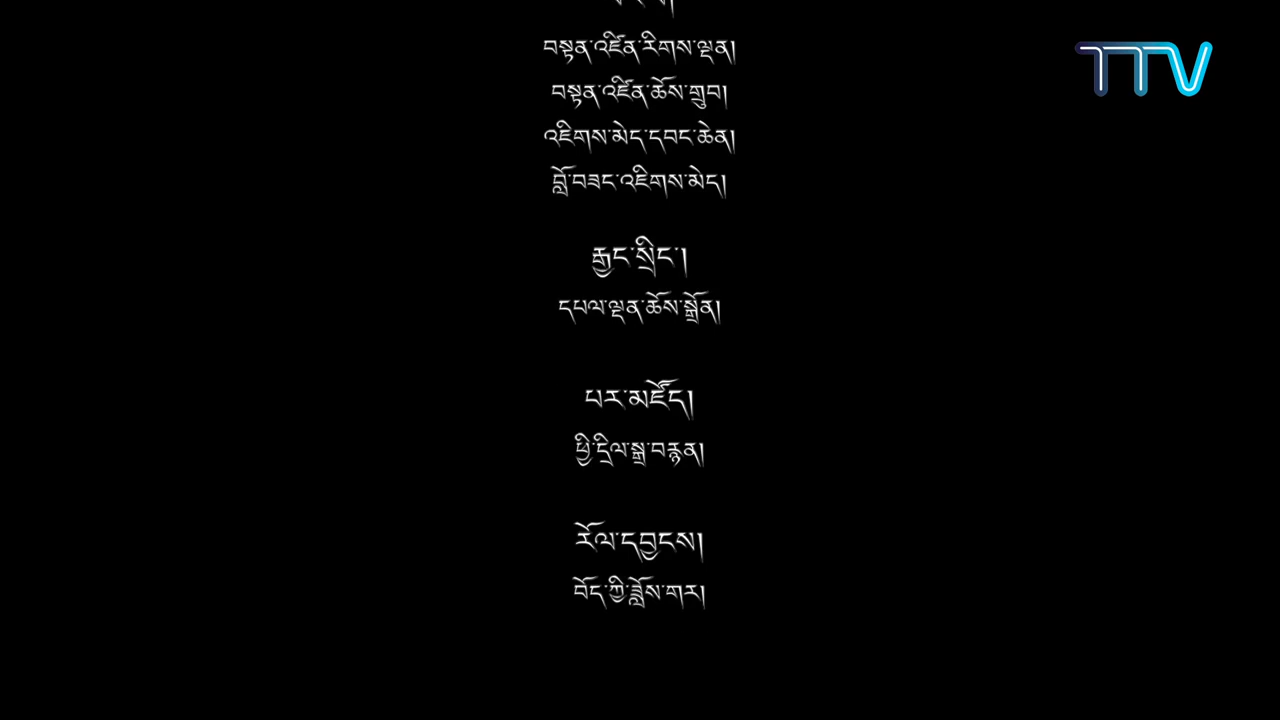 བསྟན་འཛིན་རིགས་ལྡན།
བསྟན་འཛིན་ཆོས་གྲུབ།
འཇིགས་མེད་དབང་ཆེན།
བློ་བཟང་འཇིགས་མེད།
རྒྱང་སྲིང་།
དཔལ་ལྡན་ཆོས་སྒྲོན།
པར་མཛོད།
ཕྱི་དྲིལ་སྒྲ་བརྙན།
རོལ་དབྱངས།
བོད་ཀྱི་ཟློས་གར།
TTV